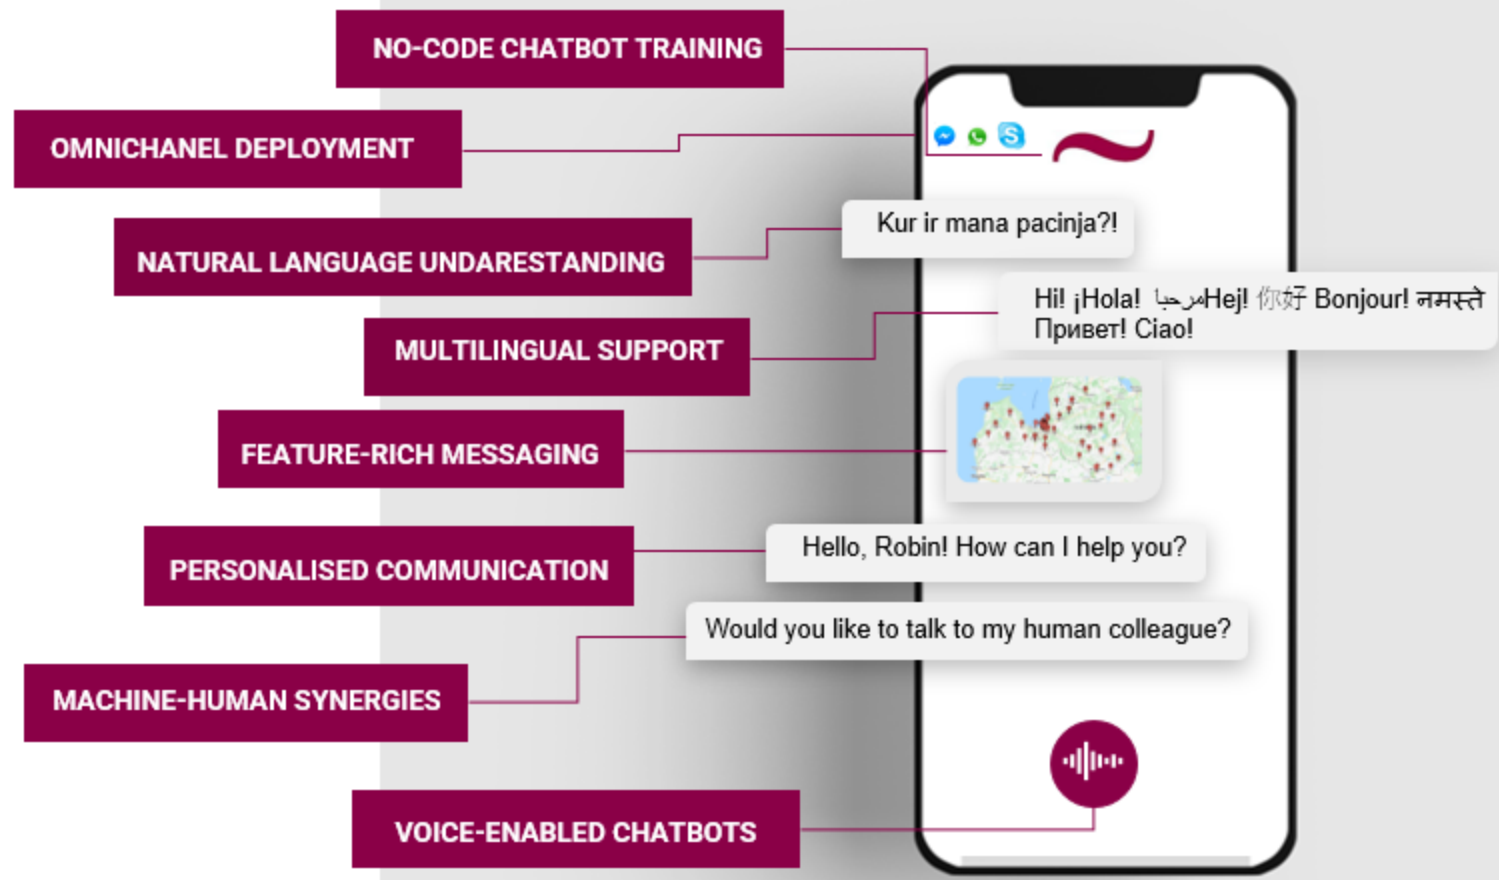 NO-CODE CHATBOT TRAINING
OMNICHANEL DEPLOYMENT
NATURAL LANGUAGE UNDARESTANDING
Kur ir mana pacinja?!
MULTILINGUAL SUPPORT
Hi! ¡Hola! مرحبا Hej! 你好 Bonjour! नमस्ते
Привет! Ciao!
FEATURE-RICH MESSAGING
PERSONALISED COMMUNICATION
Hello, Robin! How can I help you?
MACHINE-HUMAN SYNERGIES
Would you like to talk to my human colleague?
VOICE-ENABLED CHATBOTS